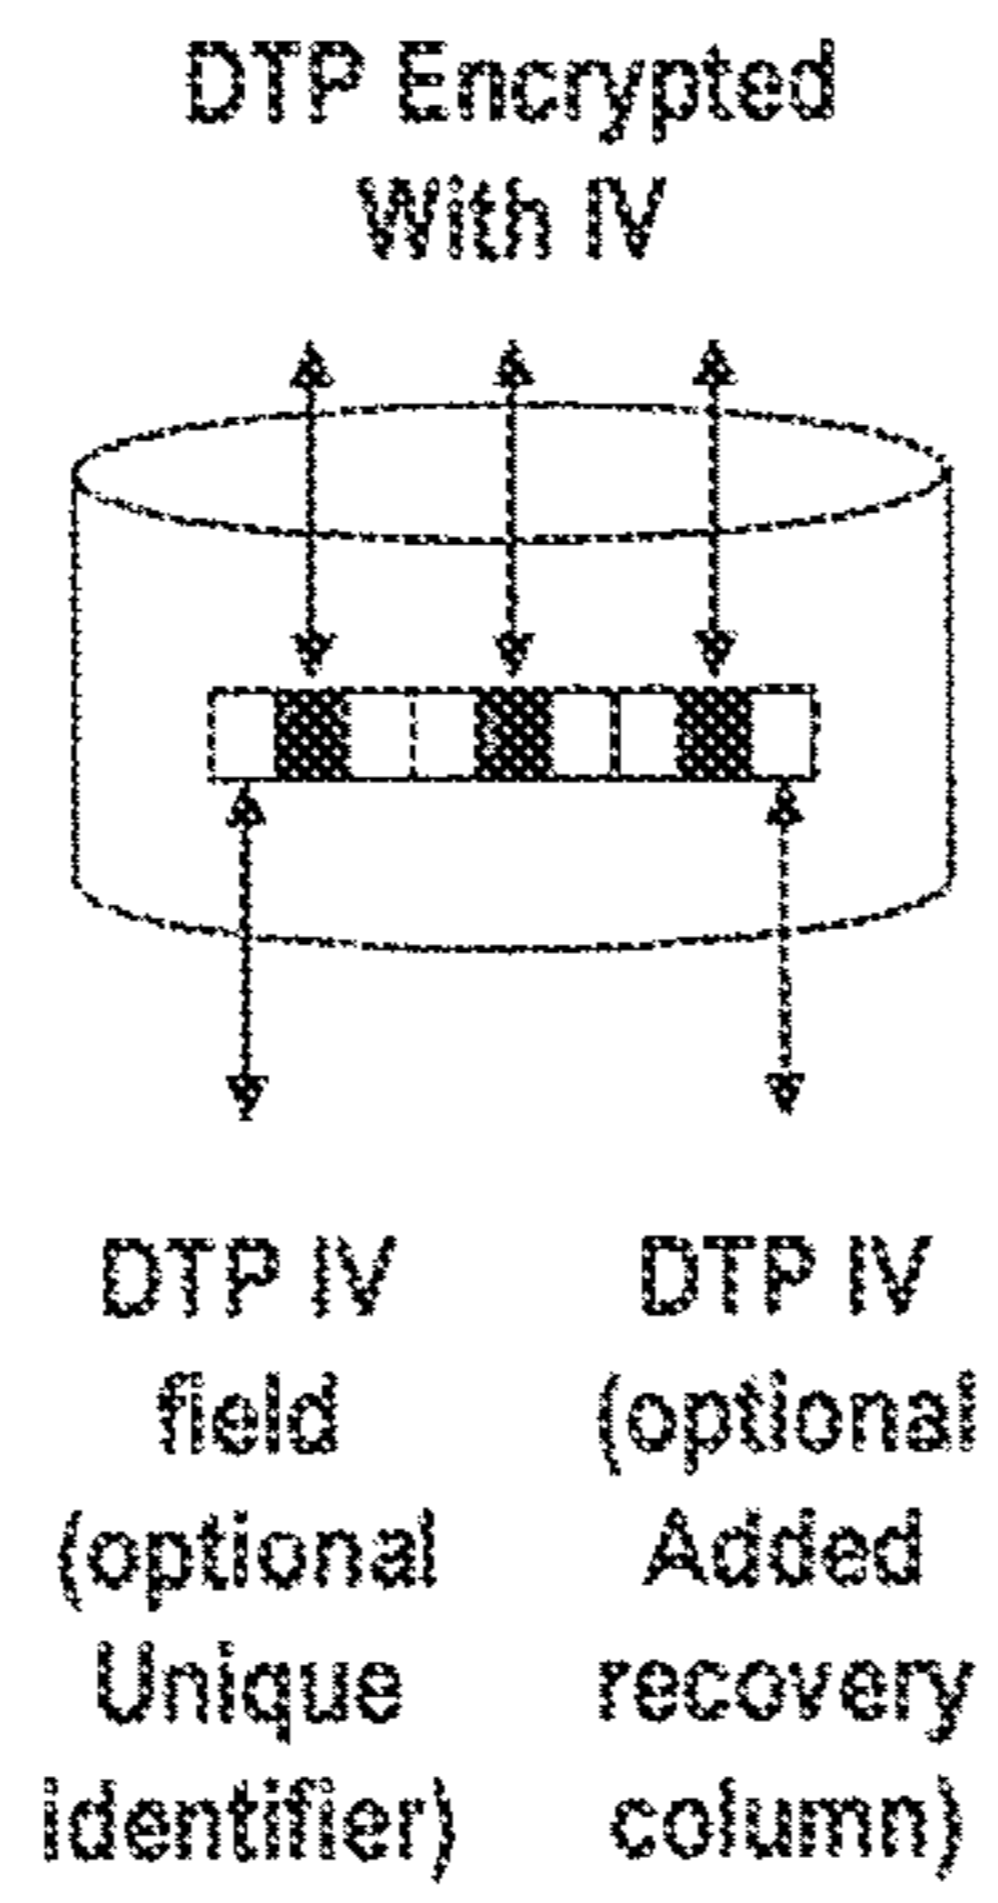 DTP Encrypted
With IV
DTP IV
field
(optional
Unique
identifier)
DTP IV
(optional
Added
recovery
column)